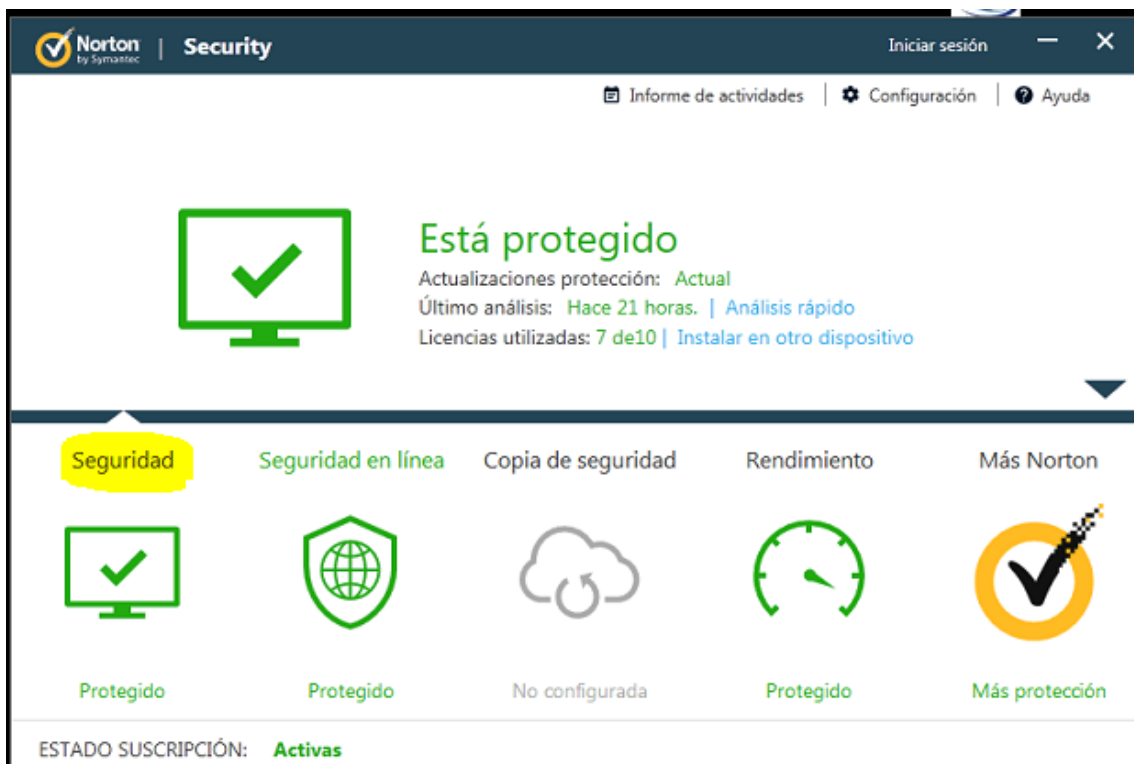 Norton | Security Iniciar sesión
by Symantec
Informe de actividades | Configuración | Ayuda
Está protegido
Actualizaciones protección: Actual
Último análisis: Hace 21 horas. | Análisis rápido
Licencias utilizadas: 7 de10 | Instalar en otro dispositivo
Seguridad Seguridad en línea Copia de seguridad Rendimiento Más Norton
Protegido Protegido No configurada Protegido Más protección
ESTADO SUSCRIPCIÓN: Activas